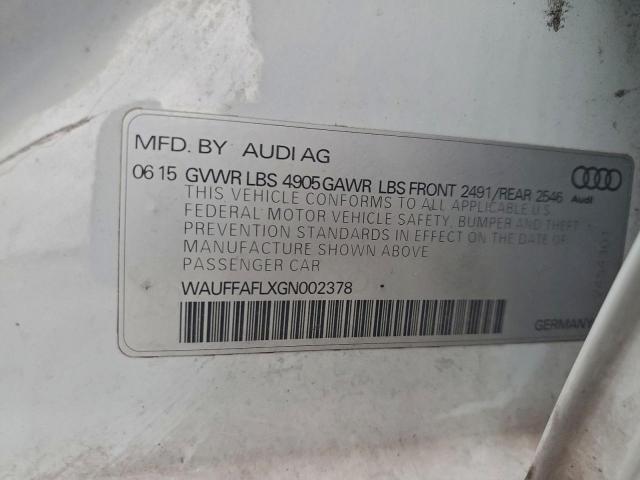 MFD. BY AUDI AG
06 15 GVWR LBS 4905 GAWR LBS FRONT 2491/REAR 2546
THIS VEHICLE CONFORMS TO ALL APPLICABLE U.S.
FEDERAL MOTOR VEHICLE SAFETY, BUMPER AND THEFT
PREVENTION STANDARDS IN EFFECT ON THE DATE OF
MANUFACTURE SHOWN ABOVE
PASSENGER CAR
WAUFFAFLXGN002378
GERMANY
Audi